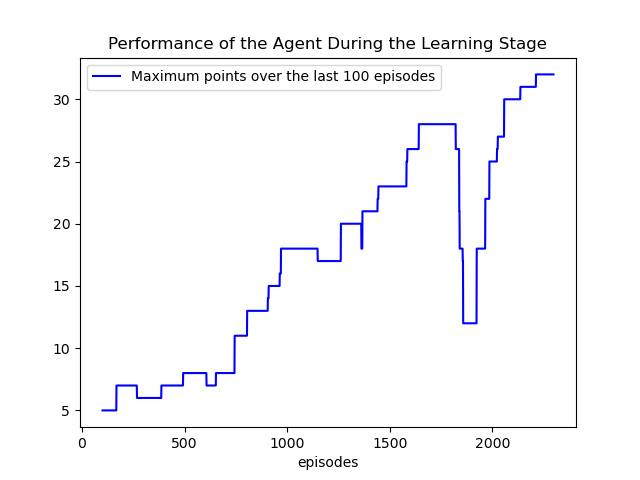 Performance of the Agent During the Learning Stage
Maximum points over the last 100 episodes
30
25
20
15
10
5
0 500 1000 1500 2000
episodes